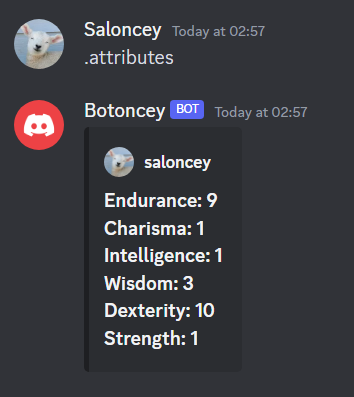 Saloncey Today at 02:57
.attributes
Botoncey BOT Today at 02:57
saloncey
Endurance: 9
Charisma: 1
Intelligence: 1
Wisdom: 3
Dexterity: 10
Strength: 1